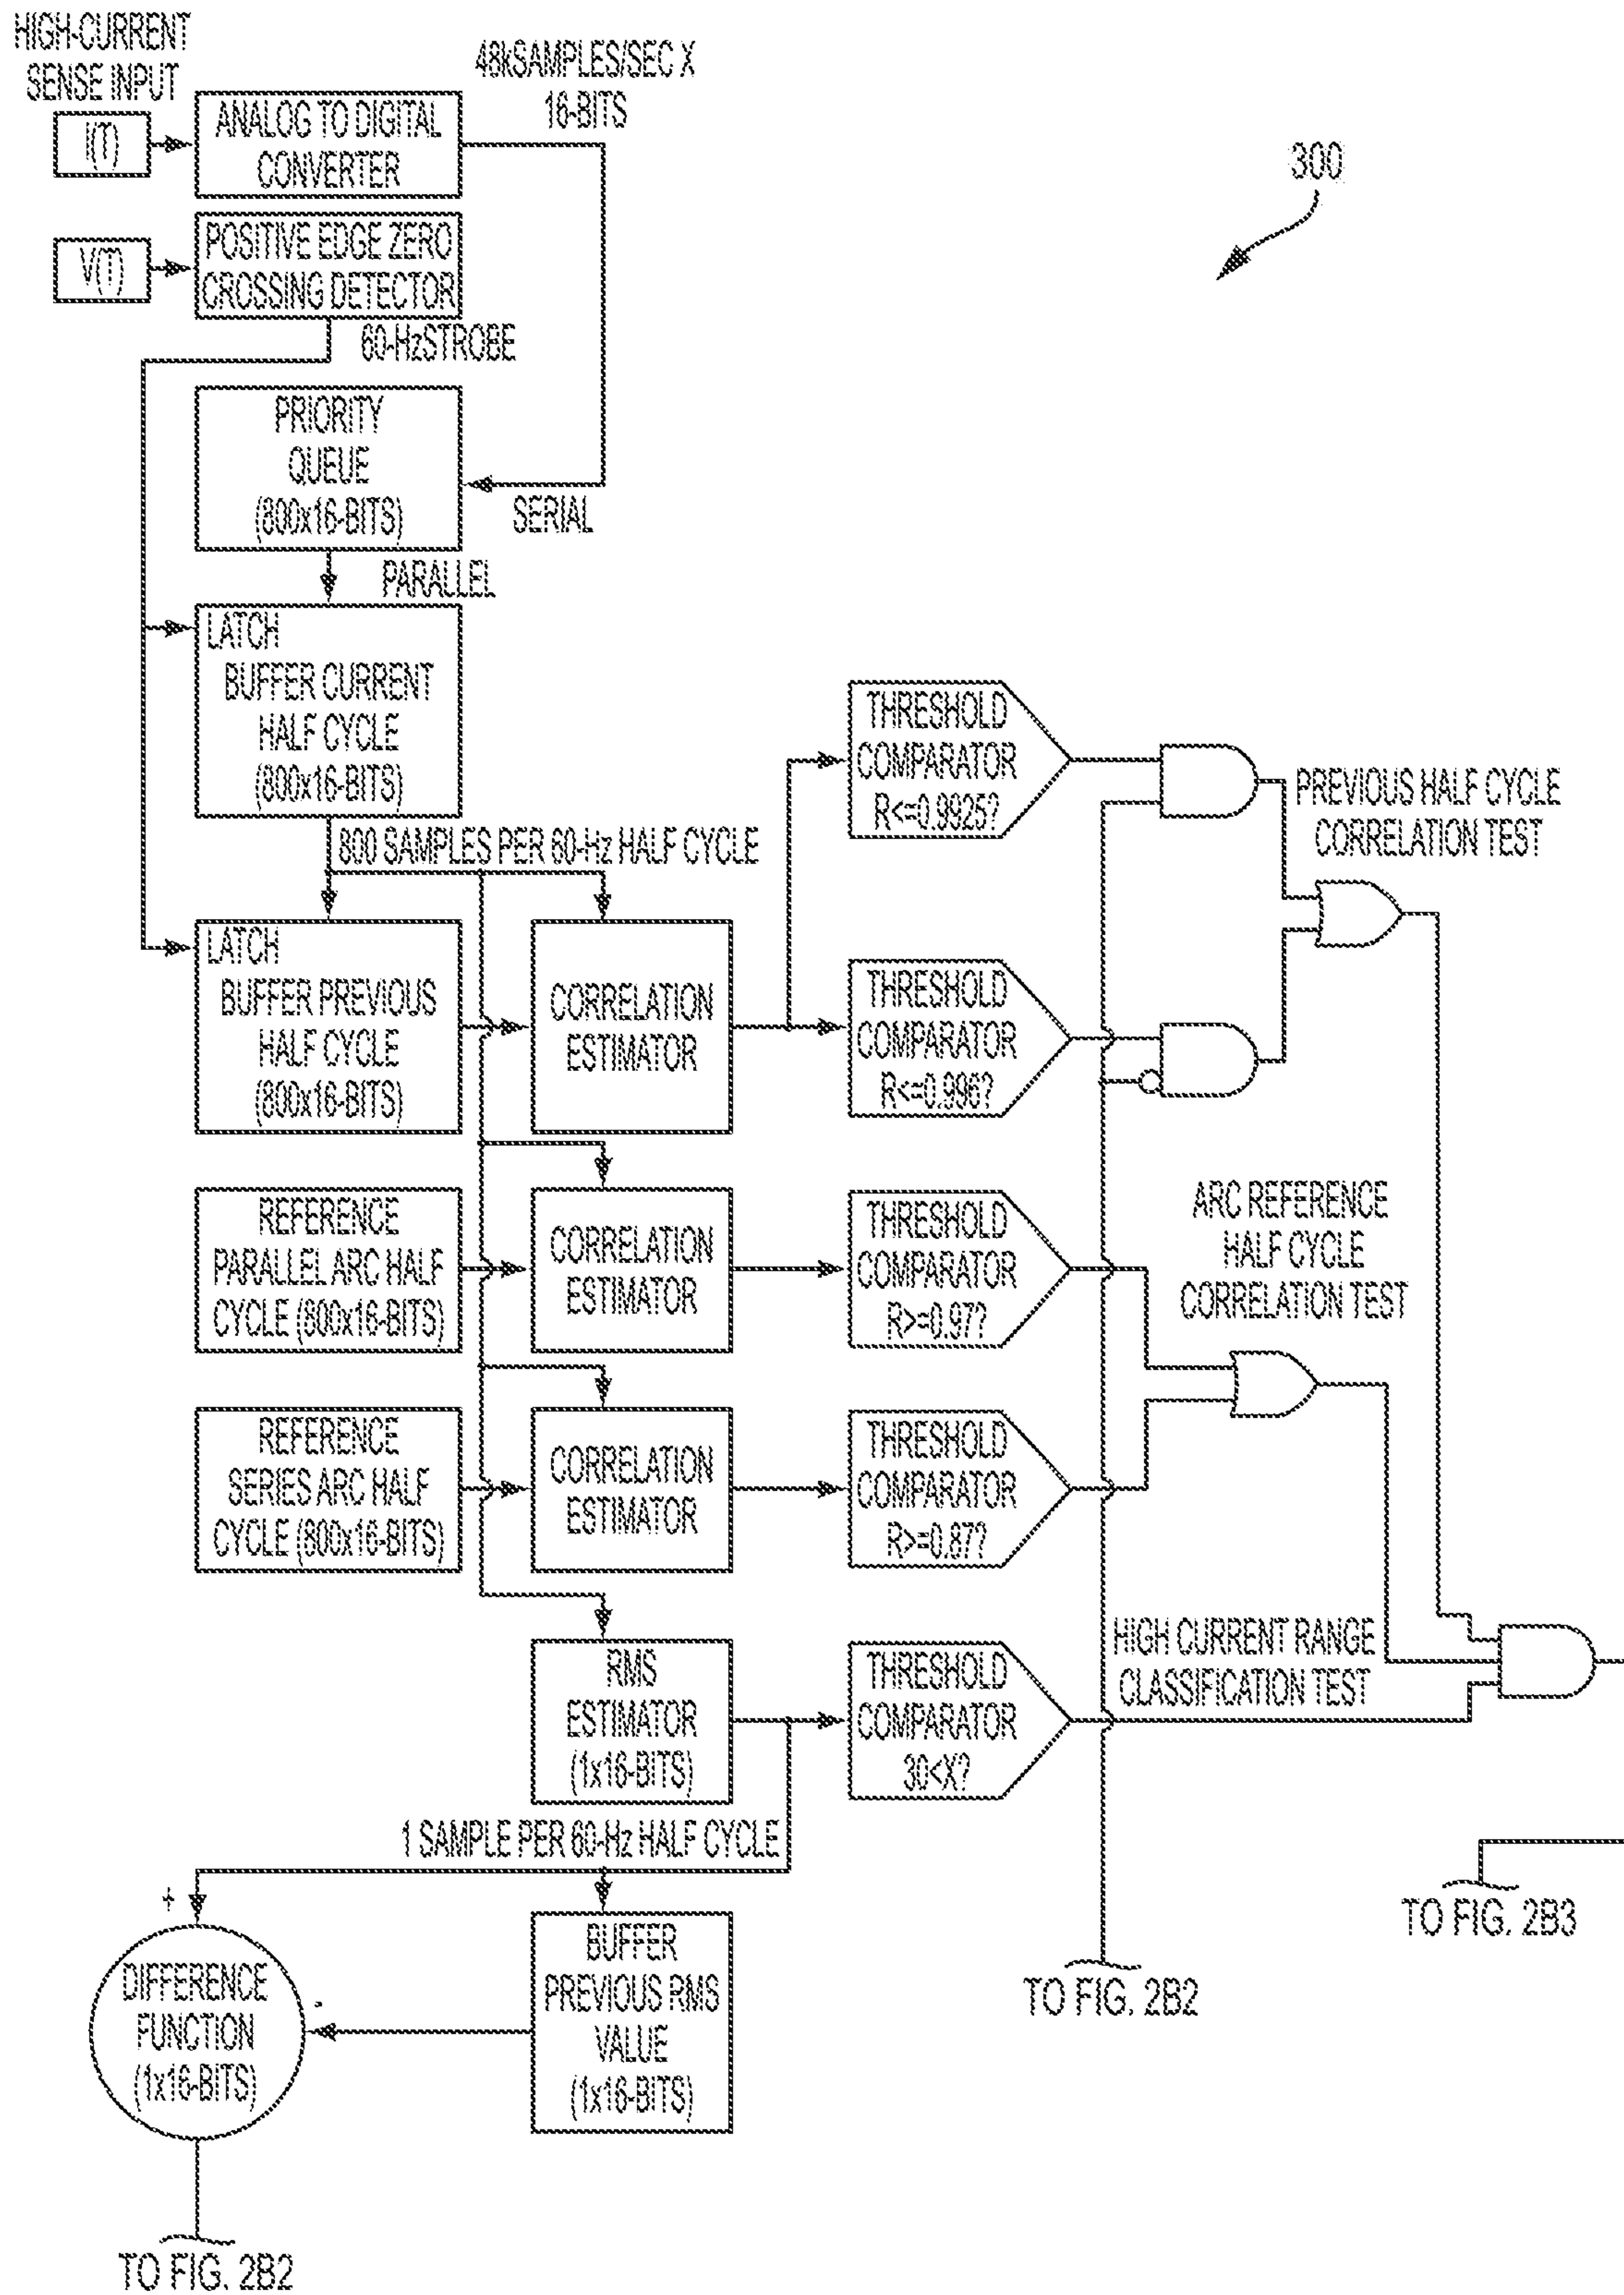 HIGH-CURRENT
SENSE INPUT
I(T)
ANALOG TO DIGITAL
CONVERTER
48kSAMPLES/SEC X
16-BITS
300
V(T)
POSITIVE EDGE ZERO
CROSSING DETECTOR
60-HzSTROBE
PRIORITY
QUEUE
(800x16-BITS)
SERIAL
PARALLEL
LATCH
BUFFER CURRENT
HALF CYCLE
(800x16-BITS)
800 SAMPLES PER 60-Hz HALF CYCLE
THRESHOLD
COMPARATOR
R<=0.9925?
PREVIOUS HALF CYCLE
CORRELATION TEST
LATCH
BUFFER PREVIOUS
HALF CYCLE
(800x16-BITS)
CORRELATION
ESTIMATOR
THRESHOLD
COMPARATOR
R<=0.996?
REFERENCE
PARALLEL ARC HALF
CYCLE (800x16-BITS)
CORRELATION
ESTIMATOR
THRESHOLD
COMPARATOR
R>=0.97?
ARC REFERENCE
HALF CYCLE
CORRELATION TEST
REFERENCE
SERIES ARC HALF
CYCLE (800x16-BITS)
CORRELATION
ESTIMATOR
THRESHOLD
COMPARATOR
R>=0.87?
RMS
ESTIMATOR
(1x16-BITS)
THRESHOLD
COMPARATOR
30<X?
HIGH CURRENT RANGE
CLASSIFICATION TEST
1 SAMPLE PER 60-Hz HALF CYCLE
+
-
DIFFERENCE
FUNCTION
(1x16-BITS)
BUFFER
PREVIOUS RMS
VALUE
(1x16-BITS)
TO FIG. 2B2
TO FIG. 2B3
TO FIG. 2B2